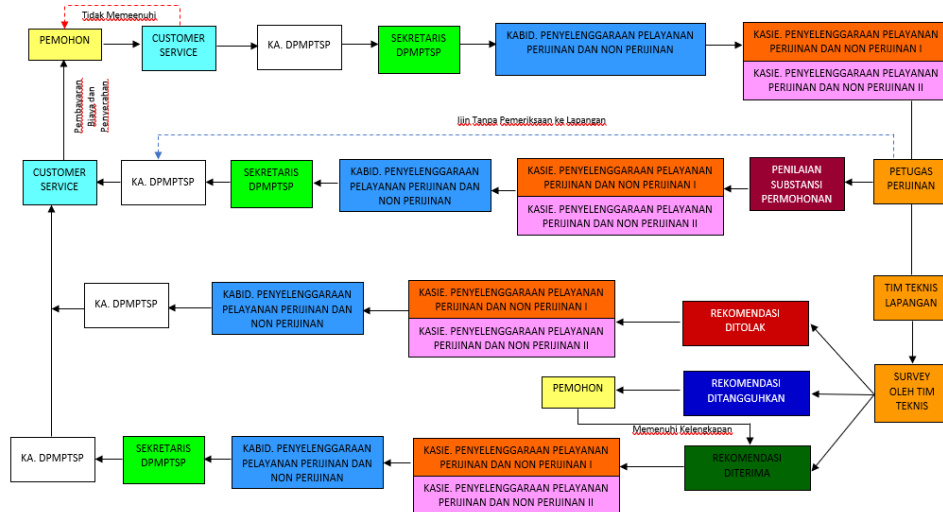 Tidak Memeenuhi
PEMOHON
CUSTOMER
SERVICE
KA. DPMPTSP
SEKRETARIS
DPMPTSP
KABID. PENYELENGGARAAN PELAYANAN
PERIJINAN DAN NON PERIJINAN
KASIE. PENYELENGGARAAN PELAYANAN
PERIJINAN DAN NON PERIJINAN I
KASIE. PENYELENGGARAAN PELAYANAN
PERIJINAN DAN NON PERIJINAN II
Pembayaran
Biaya dan
Penyerahan
Ijin Tanpa Pemeriksaan ke Lapangan
CUSTOMER
SERVICE
KA. DPMPTSP
SEKRETARIS
DPMPTSP
KABID. PENYELENGGARAAN
PELAYANAN PERIJINAN DAN
NON PERIJINAN
KASIE. PENYELENGGARAAN PELAYANAN
PERIJINAN DAN NON PERIJINAN I
KASIE. PENYELENGGARAAN PELAYANAN
PERIJINAN DAN NON PERIJINAN II
PENILAIAN
SUBSTANSI
PERMOHONAN
PETUGAS
PERIJINAN
KA. DPMPTSP
KABID. PENYELENGGARAAN
PELAYANAN PERIJINAN DAN
NON PERIJINAN
KASIE. PENYELENGGARAAN PELAYANAN
PERIJINAN DAN NON PERIJINAN I
KASIE. PENYELENGGARAAN PELAYANAN
PERIJINAN DAN NON PERIJINAN II
REKOMENDASI
DITOLAK
TIM TEKNIS
LAPANGAN
PEMOHON
REKOMENDASI
DITANGGUHKAN
SURVEY
OLEH TIM
TEKNIS
Memenuhi Kelengkapan
KA. DPMPTSP
SEKRETARIS
DPMPTSP
KABID. PENYELENGGARAAN
PELAYANAN PERIJINAN DAN
NON PERIJINAN
KASIE. PENYELENGGARAAN PELAYANAN
PERIJINAN DAN NON PERIJINAN I
KASIE. PENYELENGGARAAN PELAYANAN
PERIJINAN DAN NON PERIJINAN II
REKOMENDASI
DITERIMA